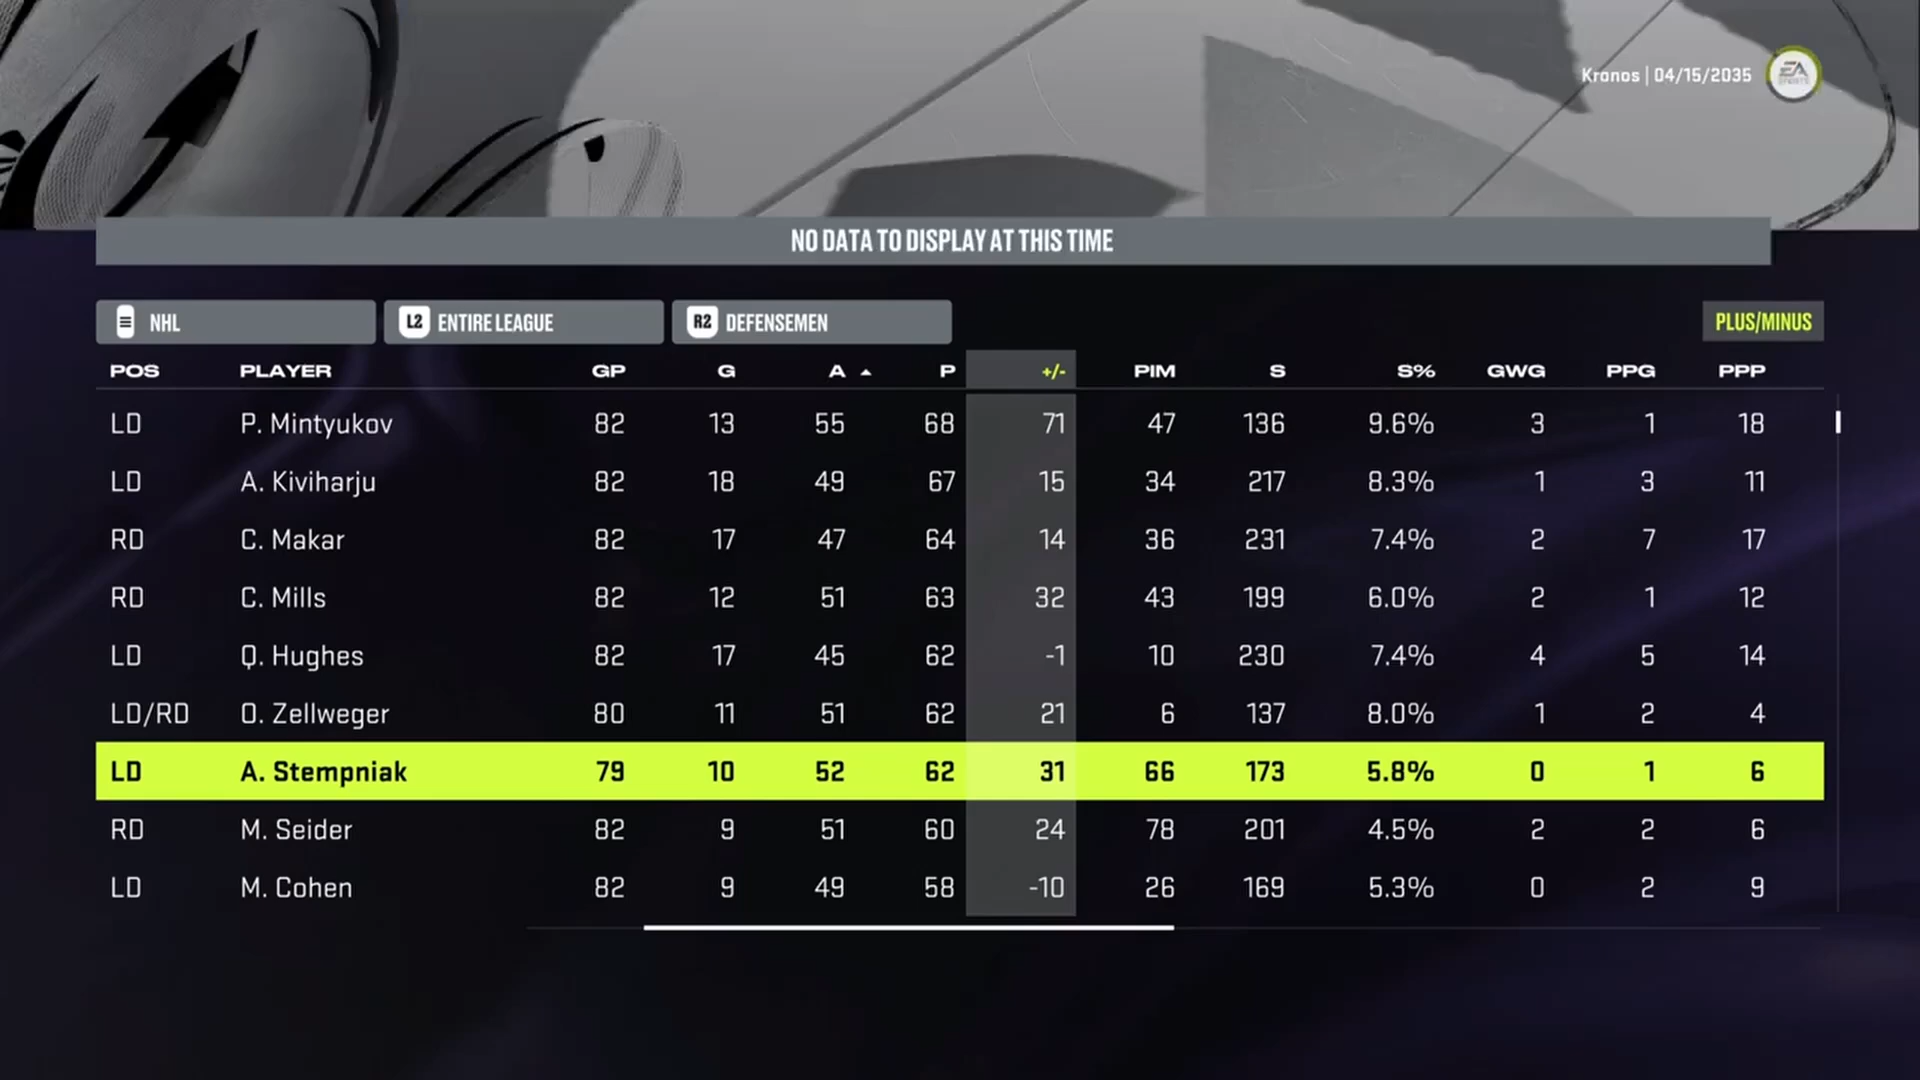 Kronos | 04/15/2035
EA SPORTS
NO DATA TO DISPLAY AT THIS TIME
NHL L2 ENTIRE LEAGUE R2 DEFENSEMEN PLUS/MINUS
POS PLAYER GP G A P +/- PIM S S% GWG PPG PPP
LD P. Mintyukov 82 13 55 68 71 47 136 9.6% 3 1 18
LD A. Kiviharju 82 18 49 67 15 34 217 8.3% 1 3 11
RD C. Makar 82 17 47 64 14 36 231 7.4% 2 7 17
RD C. Mills 82 12 51 63 32 43 199 6.0% 2 1 12
LD Q. Hughes 82 17 45 62 -1 10 230 7.4% 4 5 14
LD/RD O. Zellweger 80 11 51 62 21 6 137 8.0% 1 2 4
LD A. Stempniak 79 10 52 62 31 66 173 5.8% 0 1 6
RD M. Seider 82 9 51 60 24 78 201 4.5% 2 2 6
LD M. Cohen 82 9 49 58 -10 26 169 5.3% 0 2 9